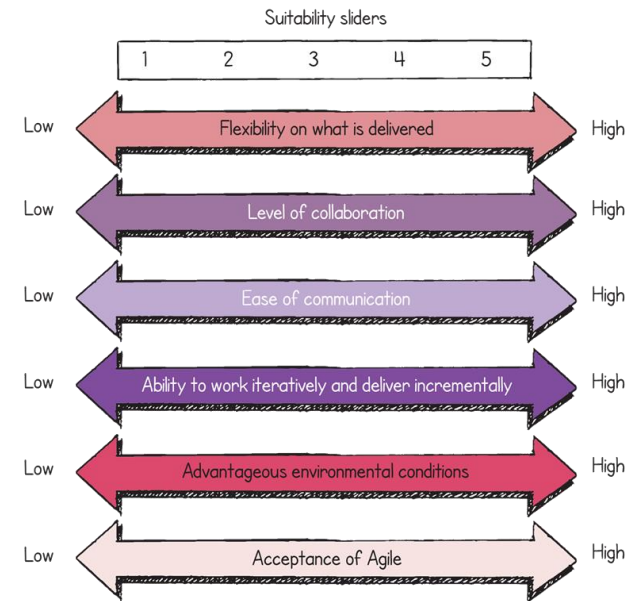 Suitability sliders
1 2 3 4 5
Low Flexibility on what is delivered High
Low Level of collaboration High
Low Ease of communication High
Low Ability to work iteratively and deliver incrementally High
Low Advantageous environmental conditions High
Low Acceptance of Agile High